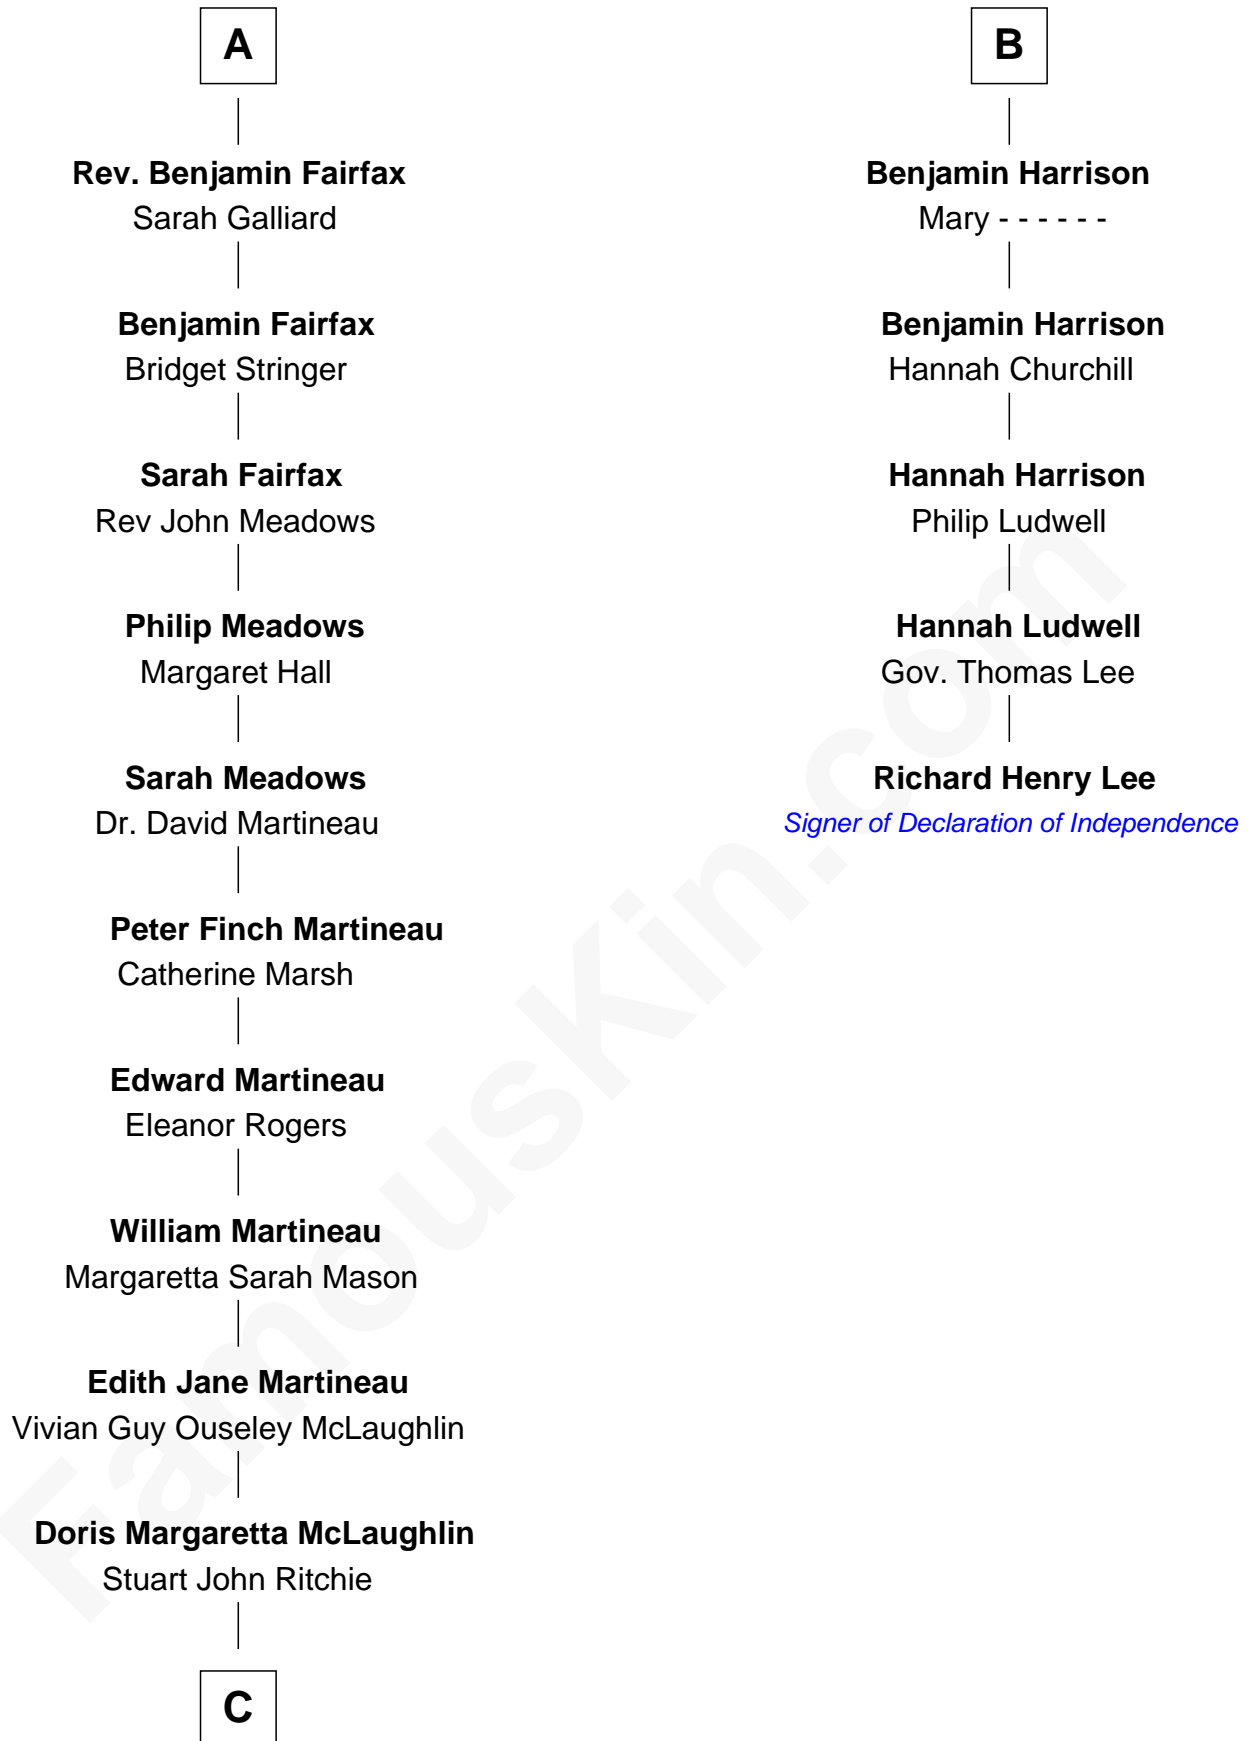 A
Rev. Benjamin Fairfax
Sarah Galliard
Benjamin Fairfax
Bridget Stringer
Sarah Fairfax
Rev John Meadows
Philip Meadows
Margaret Hall
Sarah Meadows
Dr. David Martineau
Peter Finch Martineau
Catherine Marsh
Edward Martineau
Eleanor Rogers
William Martineau
Margaretta Sarah Mason
Edith Jane Martineau
Vivian Guy Ouseley McLaughlin
Doris Margaretta McLaughlin
Stuart John Ritchie
C
B
Benjamin Harrison
Mary - - - - - -
Benjamin Harrison
Hannah Churchill
Hannah Harrison
Philip Ludwell
Hannah Ludwell
Gov. Thomas Lee
Richard Henry Lee
Signer of Declaration of Independence
FamousKin.com